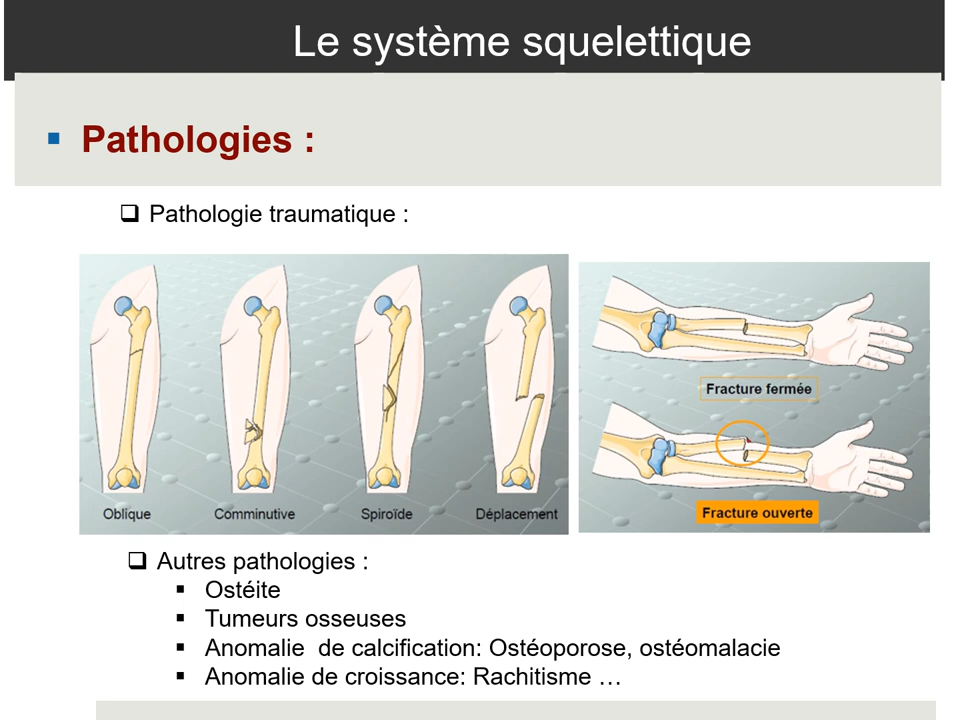 Le système squelettique
Pathologies :
Pathologie traumatique :
Oblique Comminutive Spiroïde Déplacement
Fracture fermée
Fracture ouverte
Autres pathologies :
Ostéite
Tumeurs osseuses
Anomalie de calcification: Ostéoporose, ostéomalacie
Anomalie de croissance: Rachitisme …